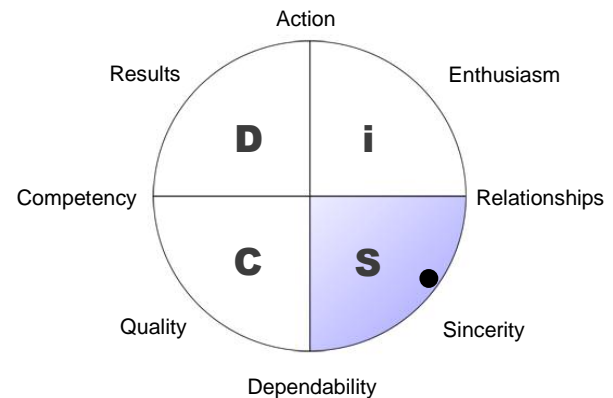 Action
Results
Enthusiasm
D
i
Competency
Relationships
C
S
Quality
Sincerity
Dependability